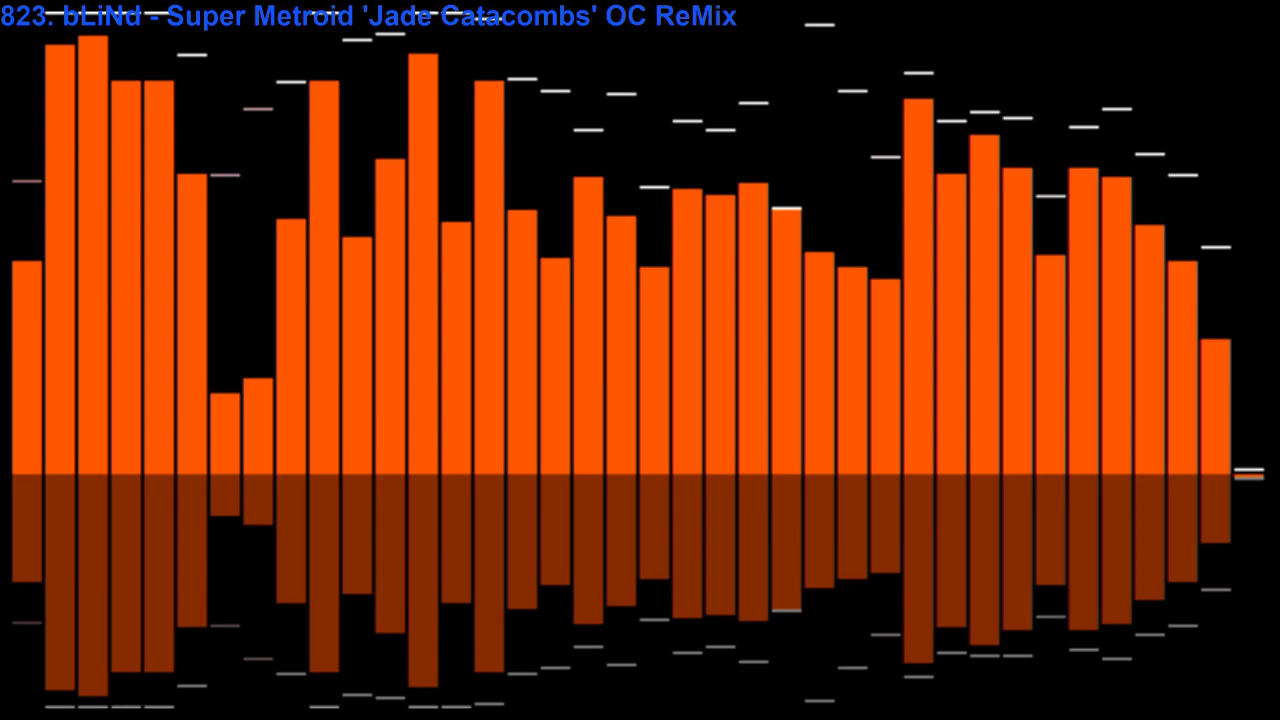 823. bLiNd - Super Metroid 'Jade Catacombs' OC ReMix